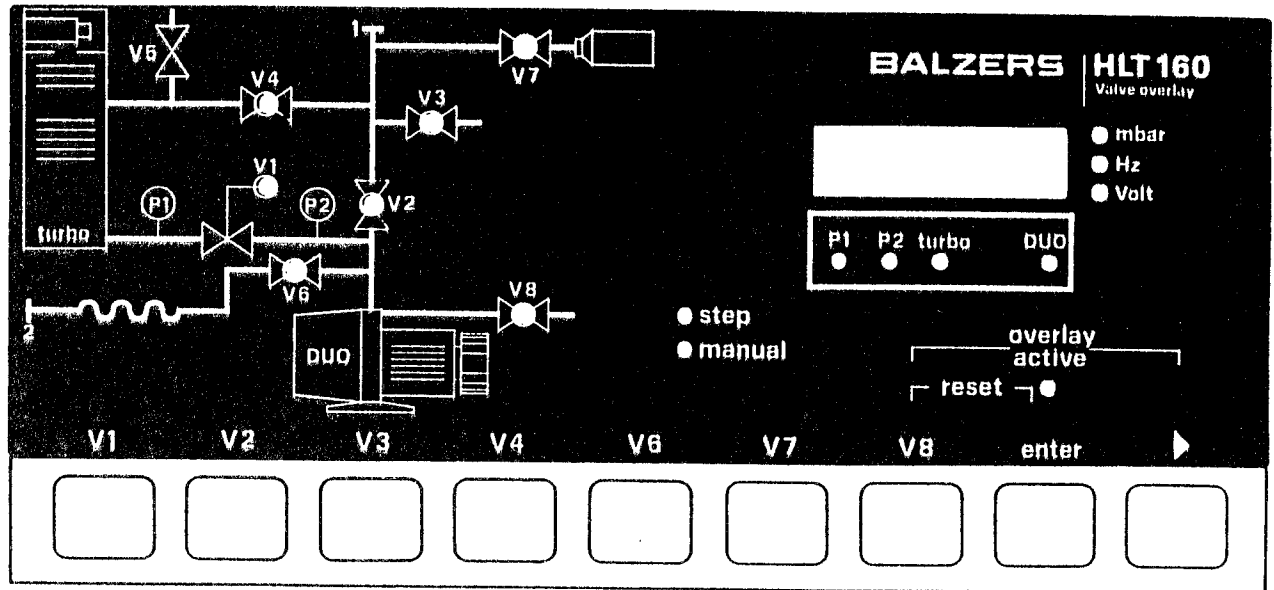 BALZERS
HLT 160
Valve overlay
mbar
Hz
Volt
P1 P2 turbo DUO
step
manual
overlay
active
reset
1
V5
V4
V7
V3
V1
P1
P2
V2
turbo
V6
V8
2
DUO
V1 V2 V3 V4 V6 V7 V8 enter